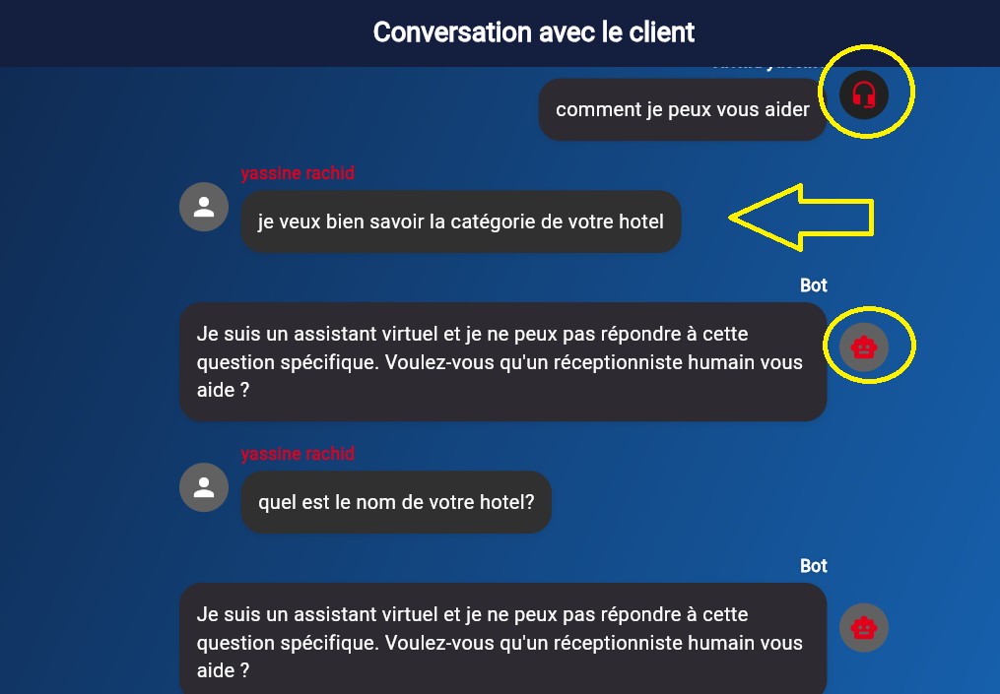 Conversation avec le client
comment je peux vous aider
yassine rachid
je veux bien savoir la catégorie de votre hotel
Bot
Je suis un assistant virtuel et je ne peux pas répondre à cette
question spécifique. Voulez-vous qu'un réceptionniste humain vous
aide ?
yassine rachid
quel est le nom de votre hotel?
Bot
Je suis un assistant virtuel et je ne peux pas répondre à cette
question spécifique. Voulez-vous qu'un réceptionniste humain vous
aide ?